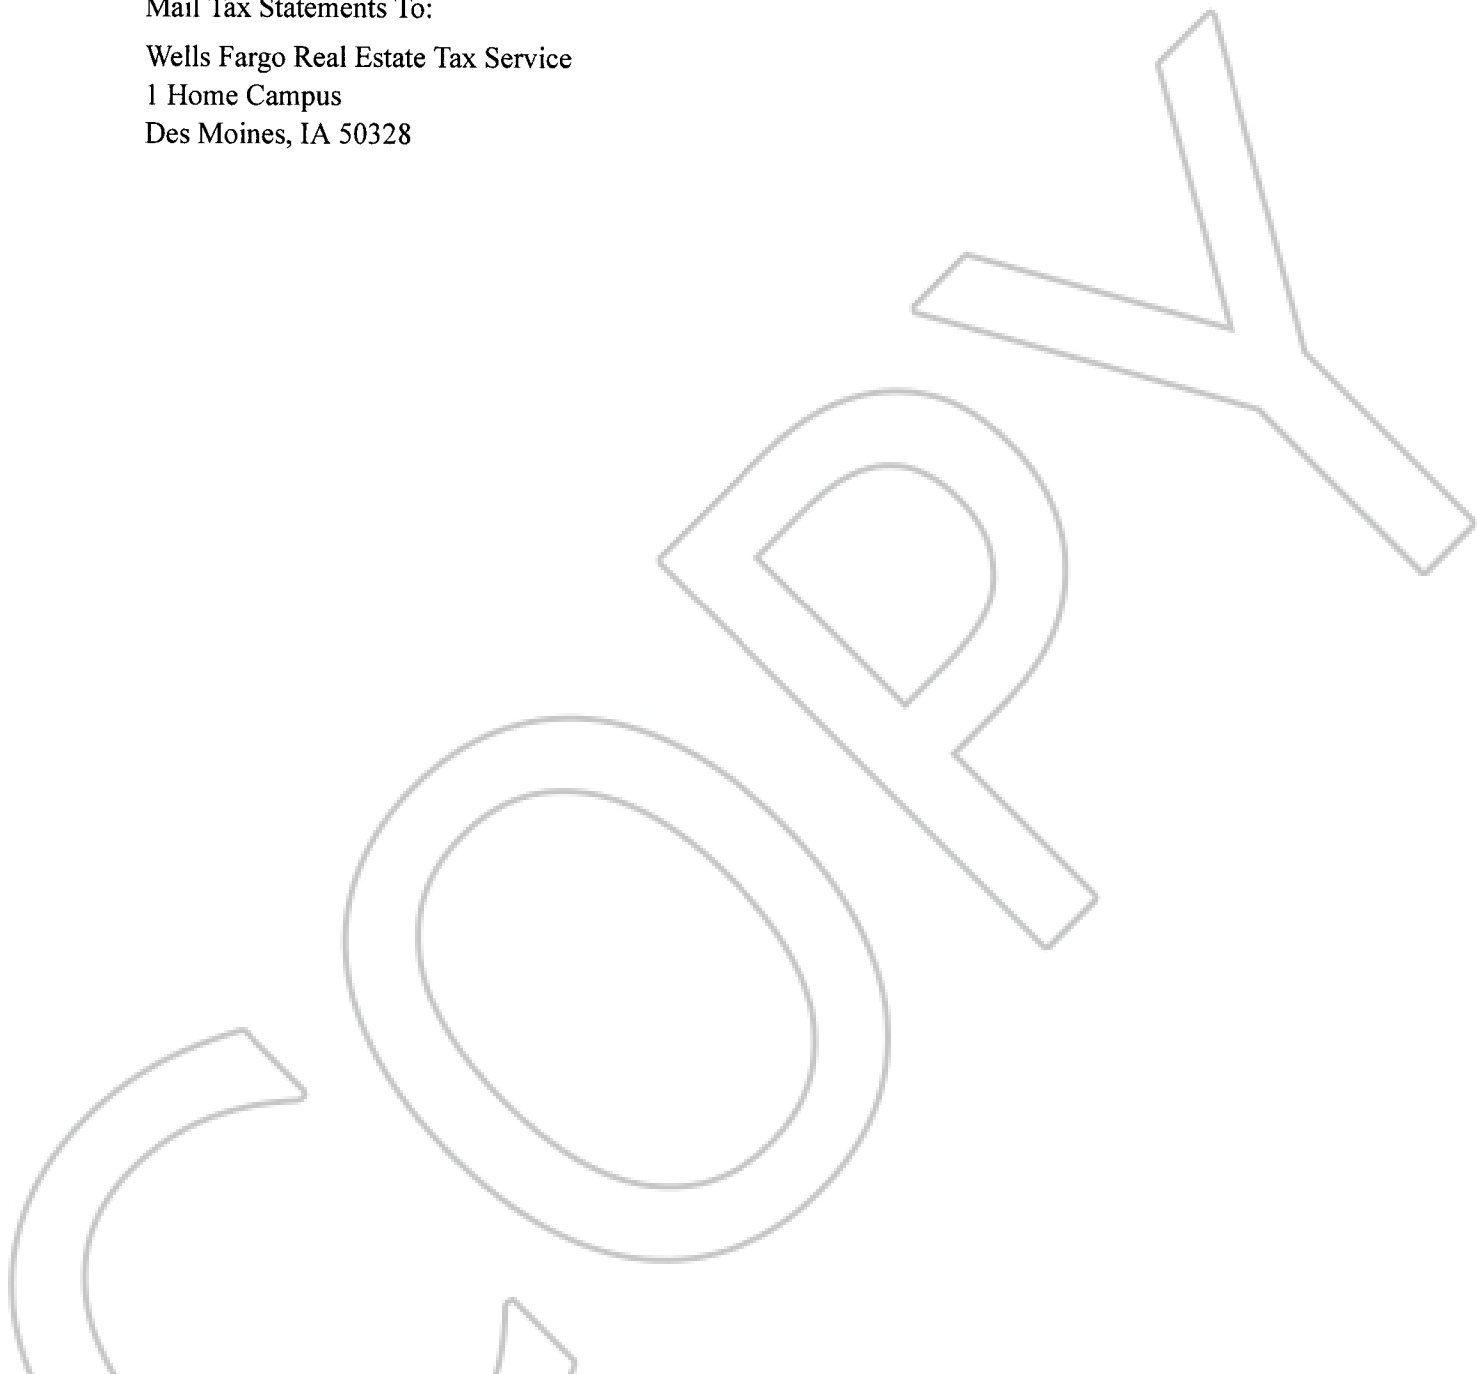 Mail Tax Statements To:
Wells Fargo Real Estate Tax Service
1 Home Campus
Des Moines, IA 50328
COPY